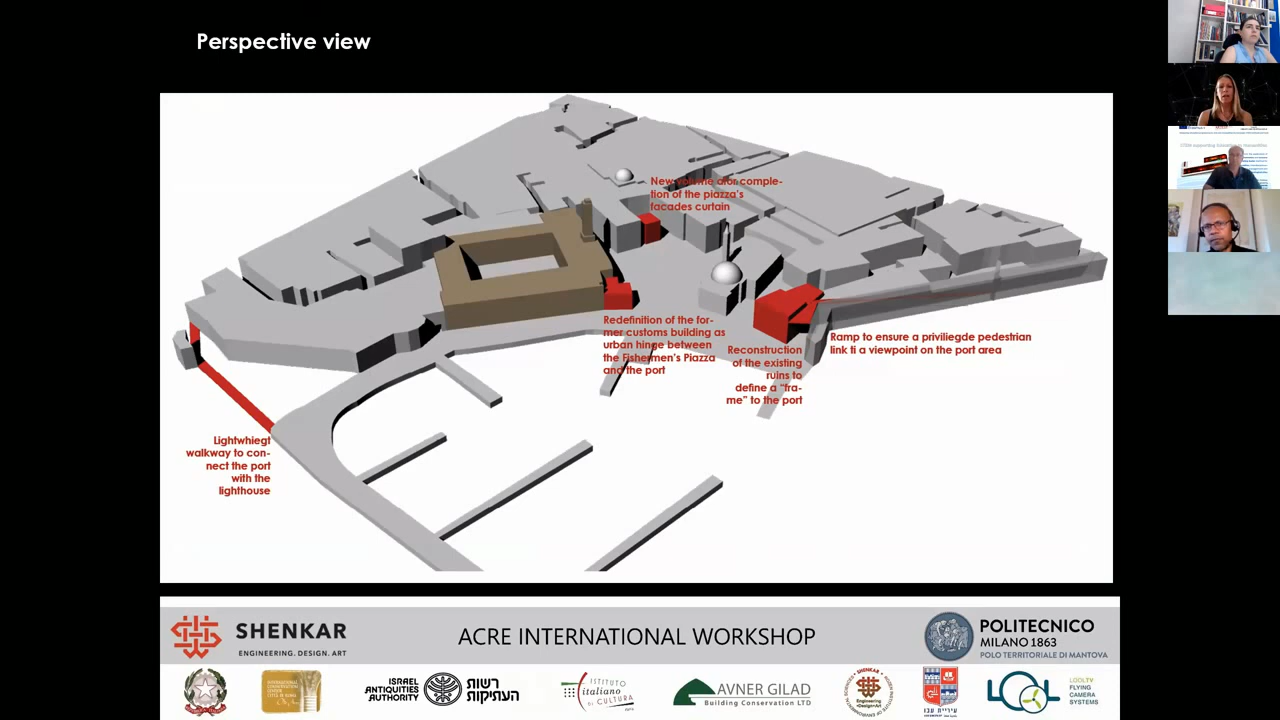 Perspective view
New volume afor comple-
tion of the piazza's
facades curtain
Redefinition of the for-
mer customs building as
urban hinge between
the Fishermen's Piazza
and the port
Reconstruction
of the existing
ruins to
define a "fra-
me" to the port
Ramp to ensure a priviliegde pedestrian
link ti a viewpoint on the port area
Lightwhiegt
walkway to con-
nect the port
with the
lighthouse
SHENKAR
ENGINEERING. DESIGN. ART
ACRE INTERNATIONAL WORKSHOP
POLITECNICO
MILANO 1863
POLO TERRITORIALE DI MANTOVA
ISRAEL
ANTIQUITIES
AUTHORITY
רשות
העתיקות
ISTITUTO
italiano
DI CULTURA
AVNER GILAD
Building Conservation LTD
עיריית עכו
LOL
LOOLTV
FLYING
CAMERA
SYSTEMS